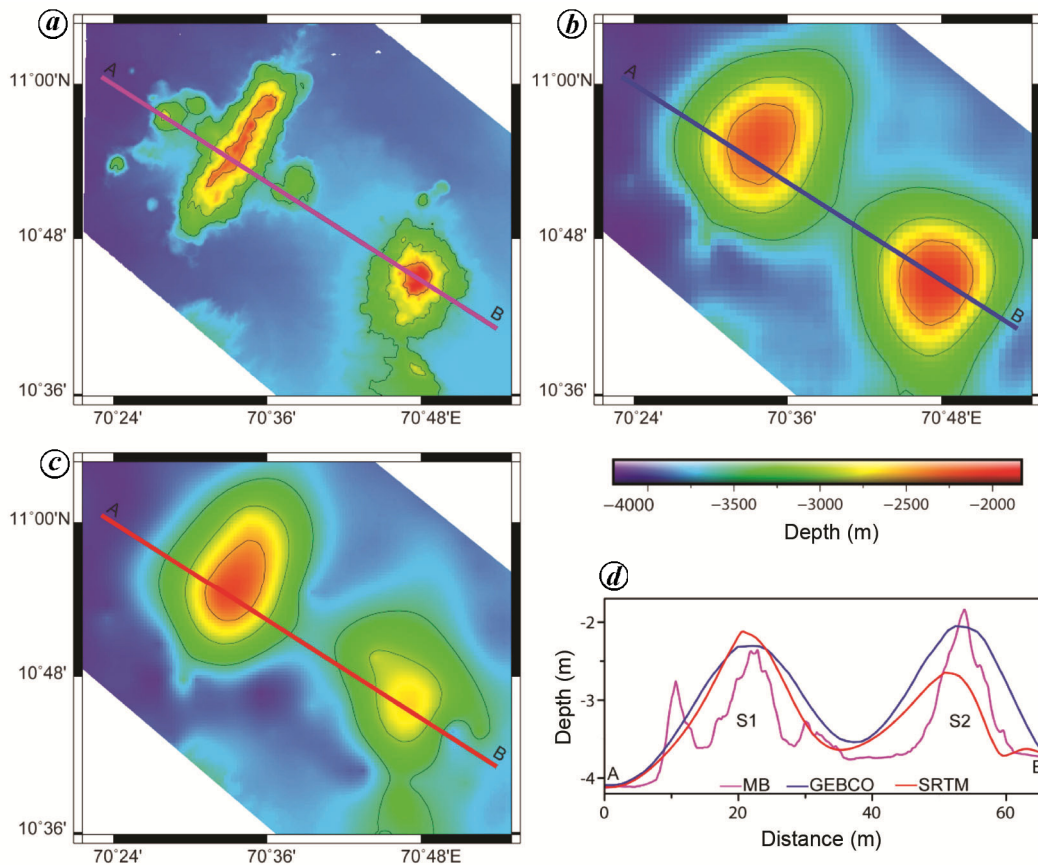 a
A
B
11°00'N
10°48'
10°36'
70°24' 70°36' 70°48'E
b
A
B
11°00'N
10°48'
10°36'
70°24' 70°36' 70°48'E
c
A
B
11°00'N
10°48'
10°36'
70°24' 70°36' 70°48'E
−4000 −3500 −3000 −2500 −2000
Depth (m)
d
-2
-3
-4
Depth (m)
S1 S2
A B
MB GEBCO SRTM
0 20 40 60
Distance (m)